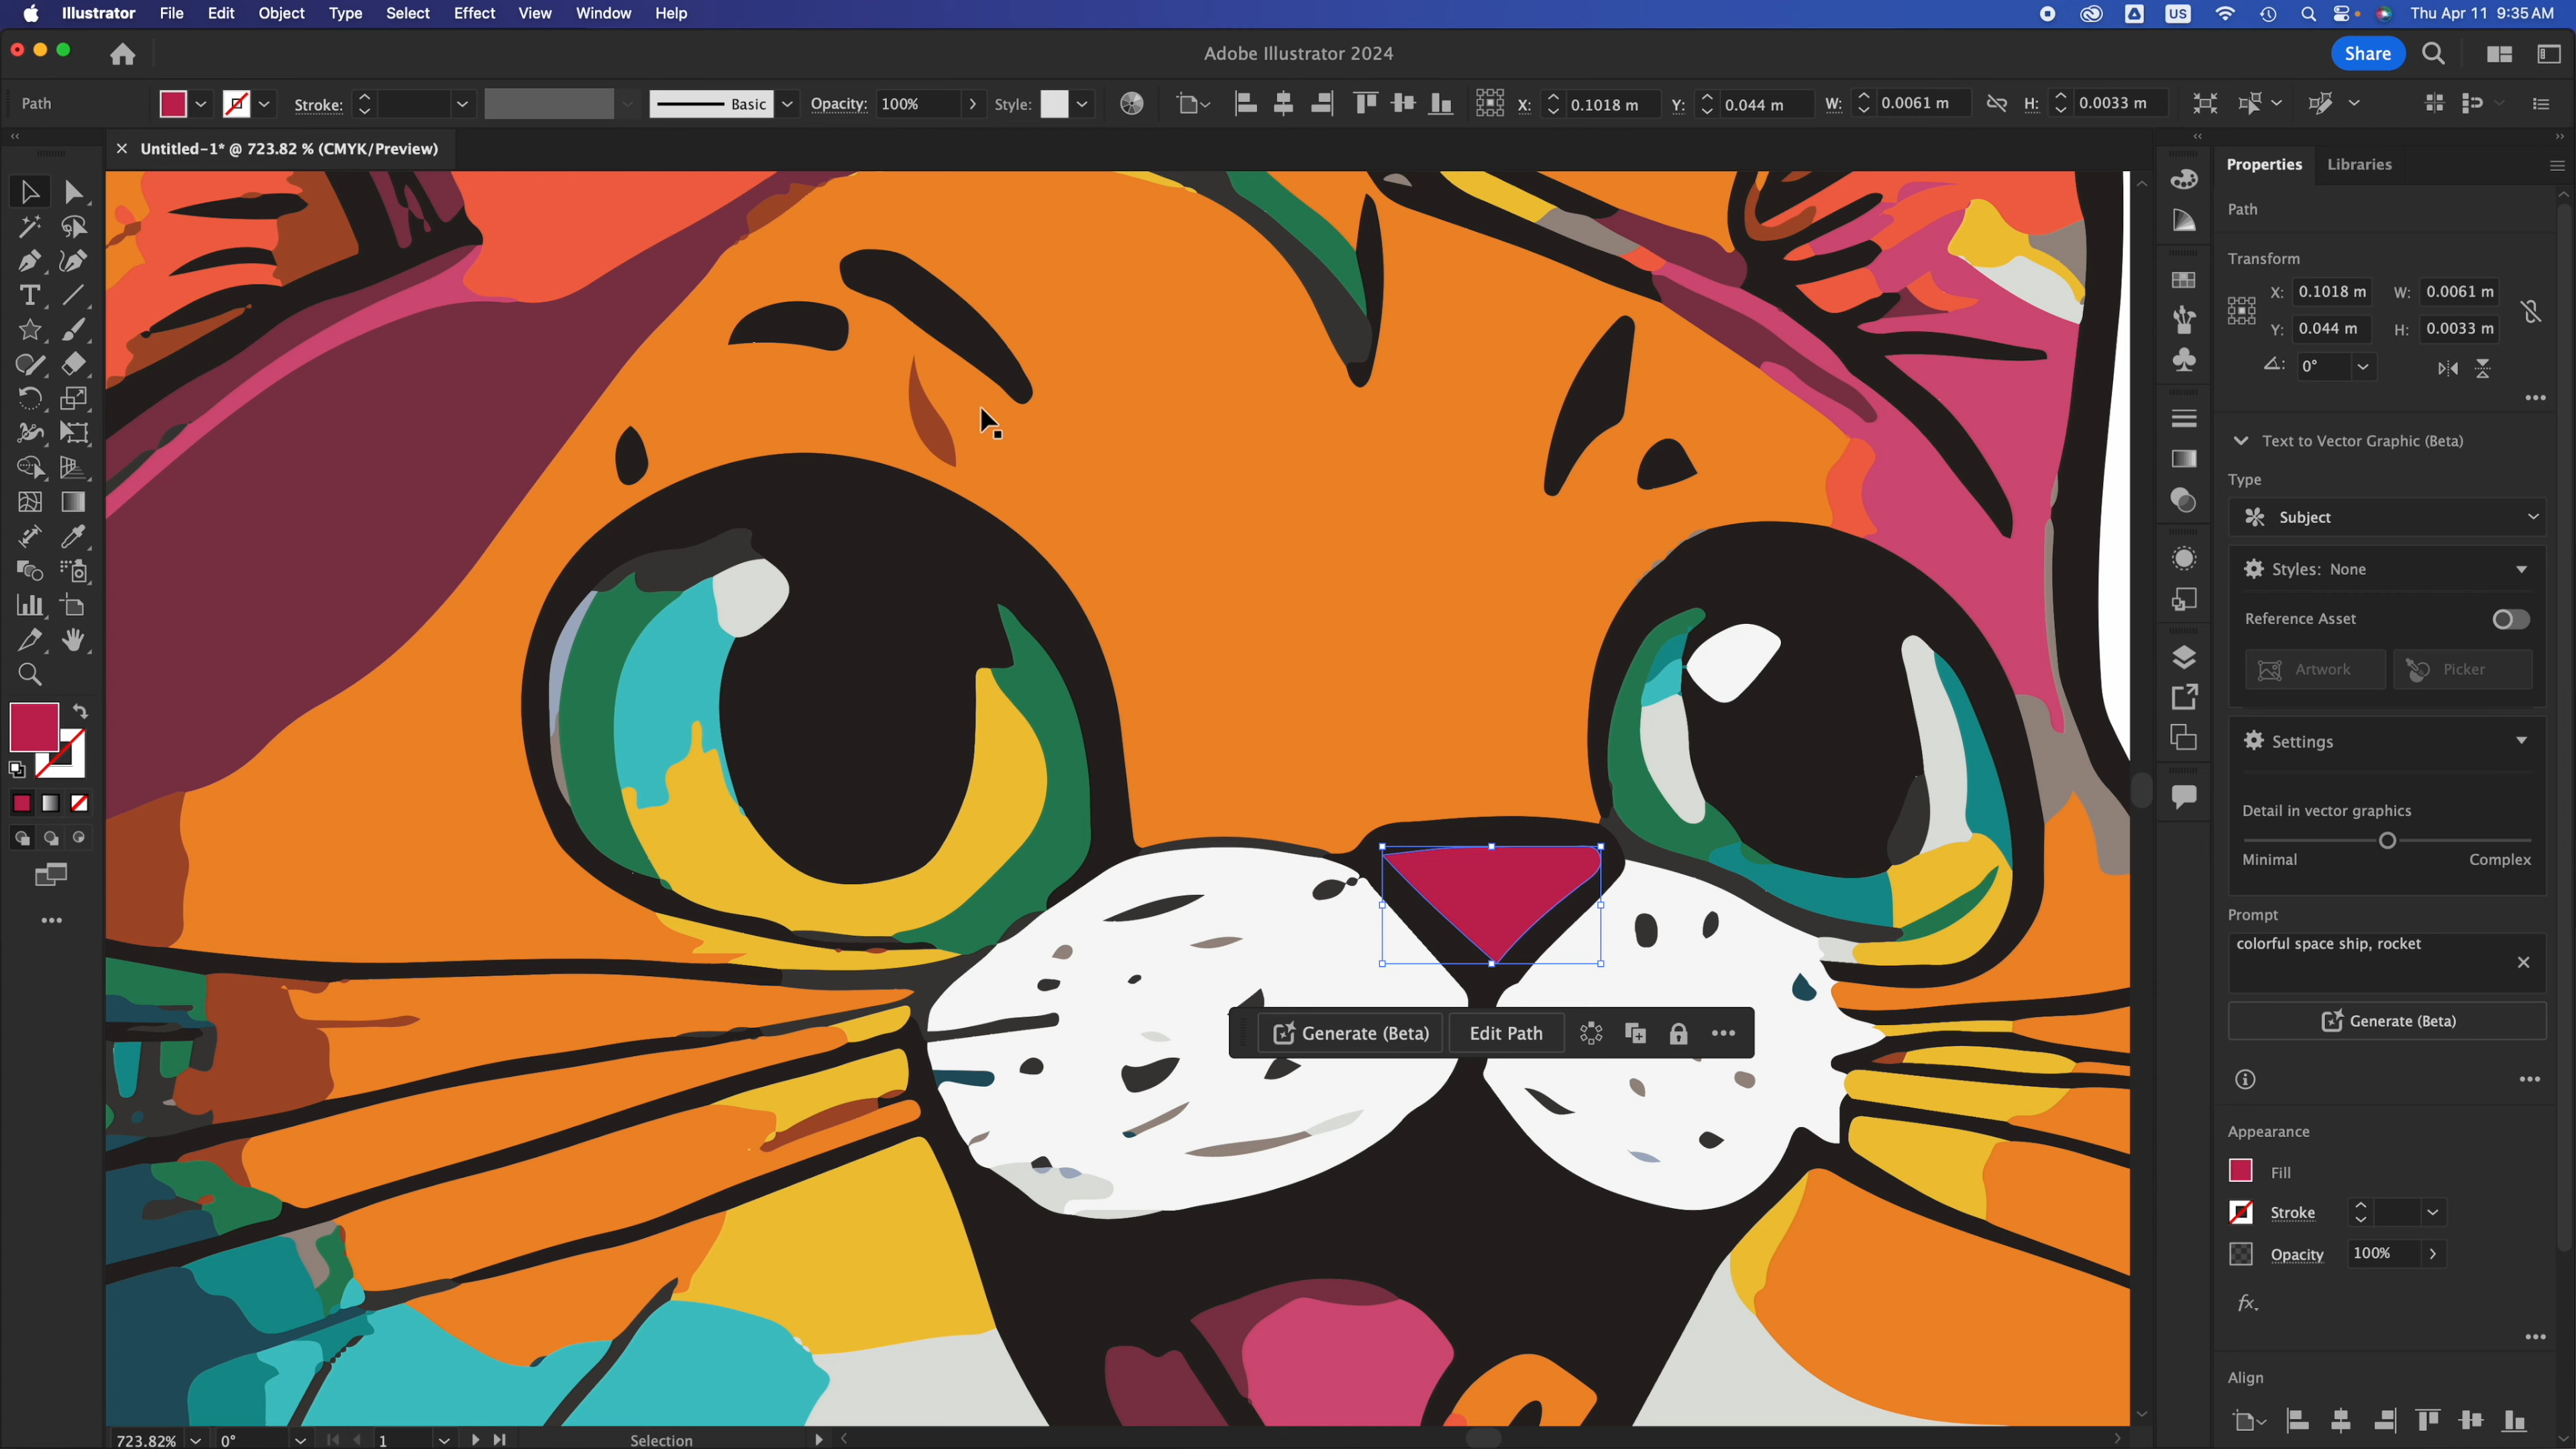 Illustrator File Edit Object Type Select Effect View Window Help US Thu Apr 11 9:35 AM
Adobe Illustrator 2024 Share
Path Stroke: Basic Opacity: 100% Style: X: 0.1018 m Y: 0.044 m W: 0.0061 m H: 0.0033 m
Untitled-1* @ 723.82 % (CMYK/Preview)
Properties Libraries
Path
Transform
X: 0.1018 m W: 0.0061 m
Y: 0.044 m H: 0.0033 m
0°
Text to Vector Graphic (Beta)
Type
Subject
Styles: None
Reference Asset
Artwork Picker
Settings
Detail in vector graphics
Minimal Complex
Prompt
colorful space ship, rocket
Generate (Beta)
Generate (Beta) Edit Path
Appearance
Fill
Stroke
Opacity 100%
fx.
Align
723.82% 0° 1 Selection